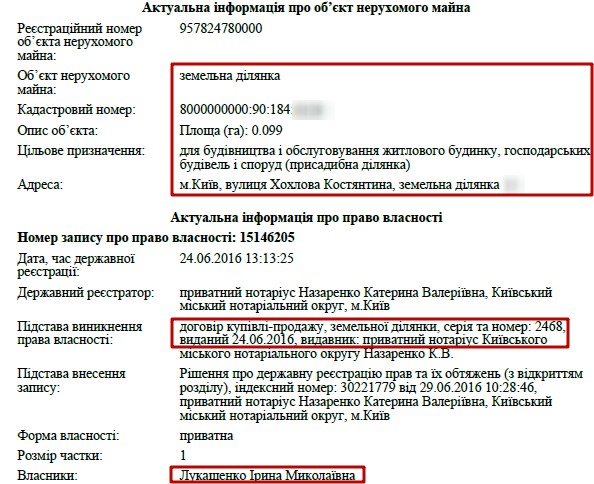 Актуальна інформація про об’єкт нерухомого майна
Реєстраційний номер 957824780000
об’єкта нерухомого
майна:
Об’єкт нерухомого земельна ділянка
майна:
Кадастровий номер: 8000000000:90:184:
Опис об’єкта: Площа (га): 0.099
Цільове призначення: для будівництва і обслуговування житлового будинку, господарських
будівель і споруд (присадибна ділянка)
Адреса: м.Київ, вулиця Хохлова Костянтина, земельна ділянка
Актуальна інформація про право власності
Номер запису про право власності: 15146205
Дата, час державної 24.06.2016 13:13:25
реєстрації:
Державний реєстратор: приватний нотаріус Назаренко Катерина Валеріївна, Київський
міський нотаріальний округ, м.Київ
Підстава виникнення договір купівлі-продажу, земельної ділянки, серія та номер: 2468,
права власності: виданий 24.06.2016, видавник: приватний нотаріус Київського
міського нотаріального округу Назаренко К.В.
Підстава внесення Рішення про державну реєстрацію прав та їх обтяжень (з відкриттям
запису: розділу), індексний номер: 30221779 від 29.06.2016 10:28:46,
приватний нотаріус Назаренко Катерина Валеріївна, Київський
міський нотаріальний округ, м.Київ
Форма власності: приватна
Розмір частки: 1
Власники: Лукашенко Ірина Миколаївна